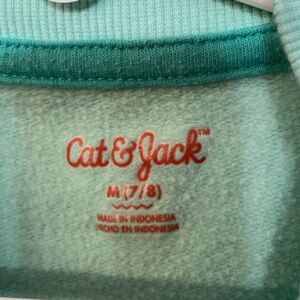 Cat & Jack™
M (7/8)
MADE IN INDONESIA
HECHO EN INDONESIA